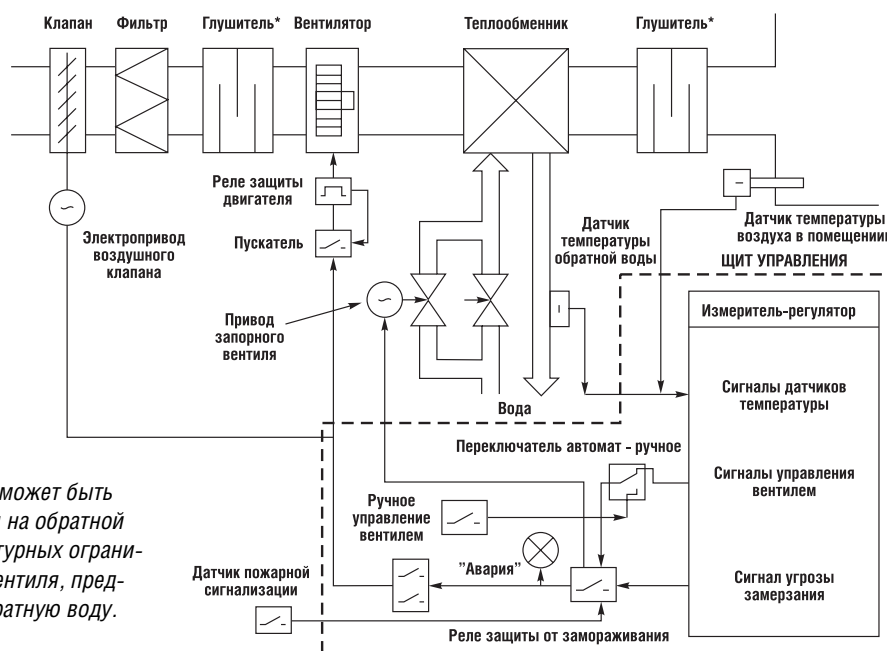 Клапан Фильтр Глушитель* Вентилятор Теплообменник Глушитель*
Реле защиты
двигателя
Электропривод
воздушного
клапана
Пускатель
Датчик
температуры
обратной воды
Датчик температуры
воздуха в помещении
ЩИТ УПРАВЛЕНИЯ
Привод
запорного
вентиля
Измеритель-регулятор
Сигналы датчиков
температуры
Вода
Переключатель автомат - ручное
Сигналы управления
вентилем
Ручное
управление
вентилем
"Авария"
Датчик пожарной
сигнализации
Сигнал угрозы
замерзания
Реле защиты от замораживания
может быть
на обратной
турных ограни-
ентиля, пред-
ратную воду.